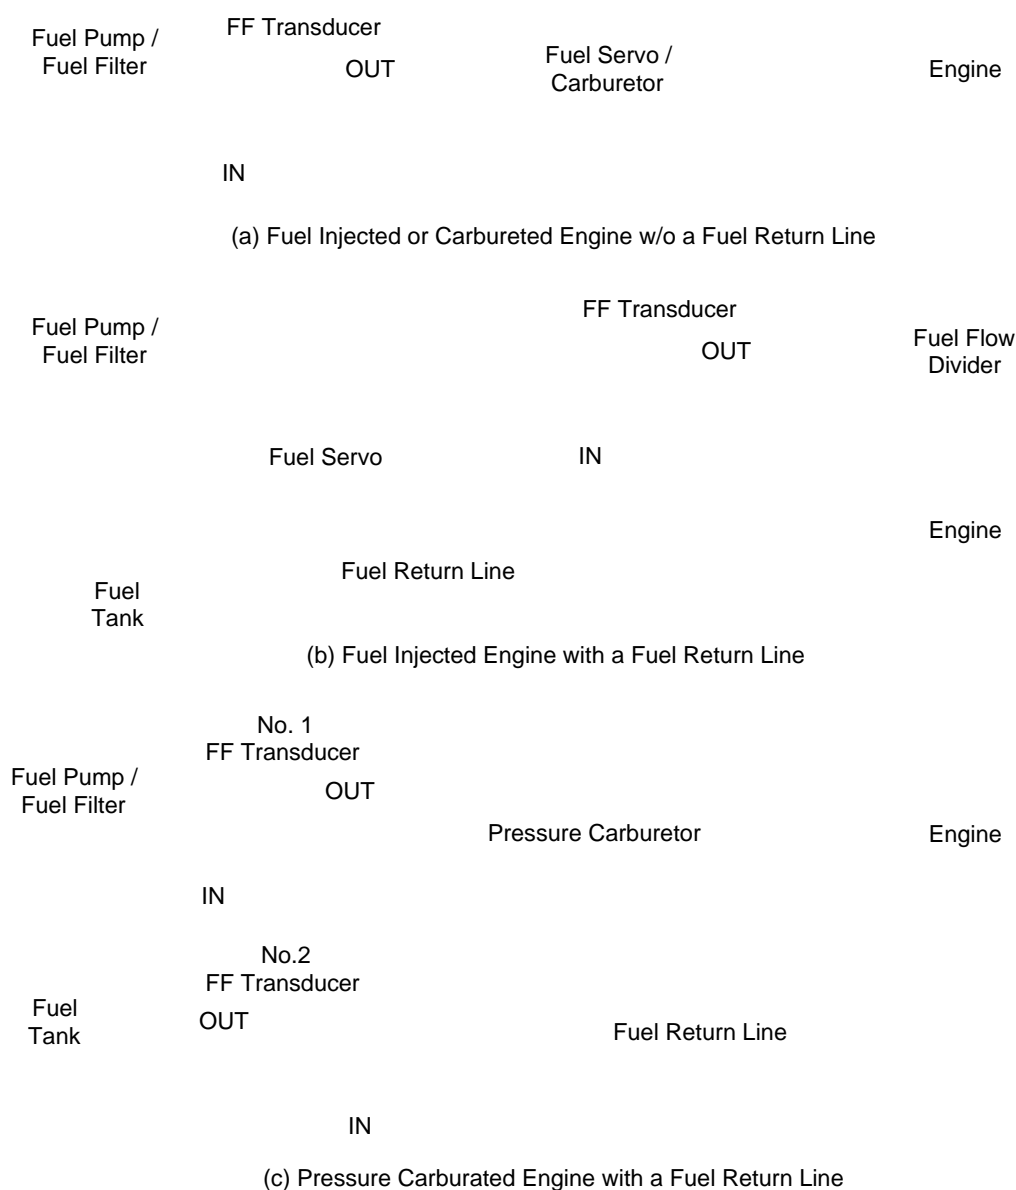 FF Transducer
Fuel Pump /
Fuel Filter
OUT
Fuel Servo /
Carburetor
Engine
IN
(a) Fuel Injected or Carbureted Engine w/o a Fuel Return Line
FF Transducer
Fuel Pump /
Fuel Filter
OUT
Fuel Flow
Divider
Fuel Servo
IN
Engine
Fuel Return Line
Fuel
Tank
(b) Fuel Injected Engine with a Fuel Return Line
No. 1
FF Transducer
Fuel Pump /
Fuel Filter
OUT
Pressure Carburetor
Engine
IN
No.2
FF Transducer
Fuel
Tank
OUT
Fuel Return Line
IN
(c) Pressure Carburated Engine with a Fuel Return Line